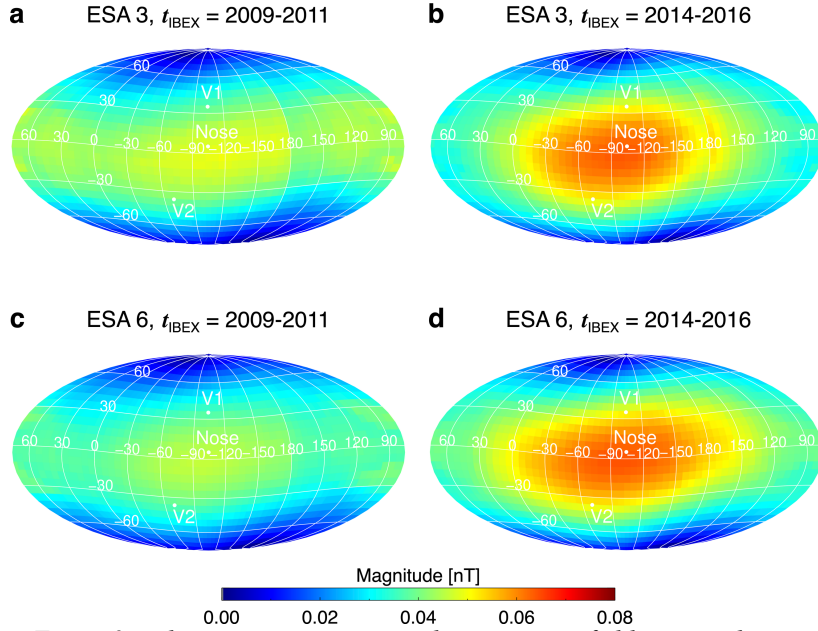 a ESA 3, t_IBEX = 2009-2011
b ESA 3, t_IBEX = 2014-2016
60
V1
30
Nose
60 30 0 −30 −60 −90 −120 −150 180 150 120 90
−30
V2
−60
60
V1
30
Nose
60 30 0 −30 −60 −90 −120 −150 180 150 120 90
−30
V2
−60
c ESA 6, t_IBEX = 2009-2011
d ESA 6, t_IBEX = 2014-2016
60
V1
30
Nose
60 30 0 −30 −60 −90 −120 −150 180 150 120 90
−30
V2
−60
60
V1
30
Nose
60 30 0 −30 −60 −90 −120 −150 180 150 120 90
−30
V2
−60
Magnitude [nT]
0.00 0.02 0.04 0.06 0.08